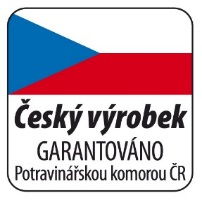 Český výrobek
GARANTOVÁNO
Potravinářskou komorou ČR